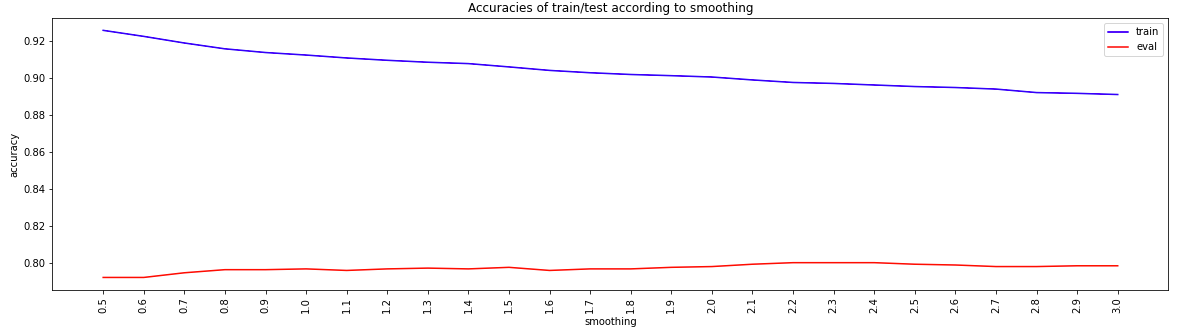 Accuracies of train/test according to smoothing
train
eval
accuracy
0.92
0.90
0.88
0.86
0.84
0.82
0.80
0.5 0.6 0.7 0.8 0.9 1.0 1.1 1.2 1.3 1.4 1.5 1.6 1.7 1.8 1.9 2.0 2.1 2.2 2.3 2.4 2.5 2.6 2.7 2.8 2.9 3.0
smoothing